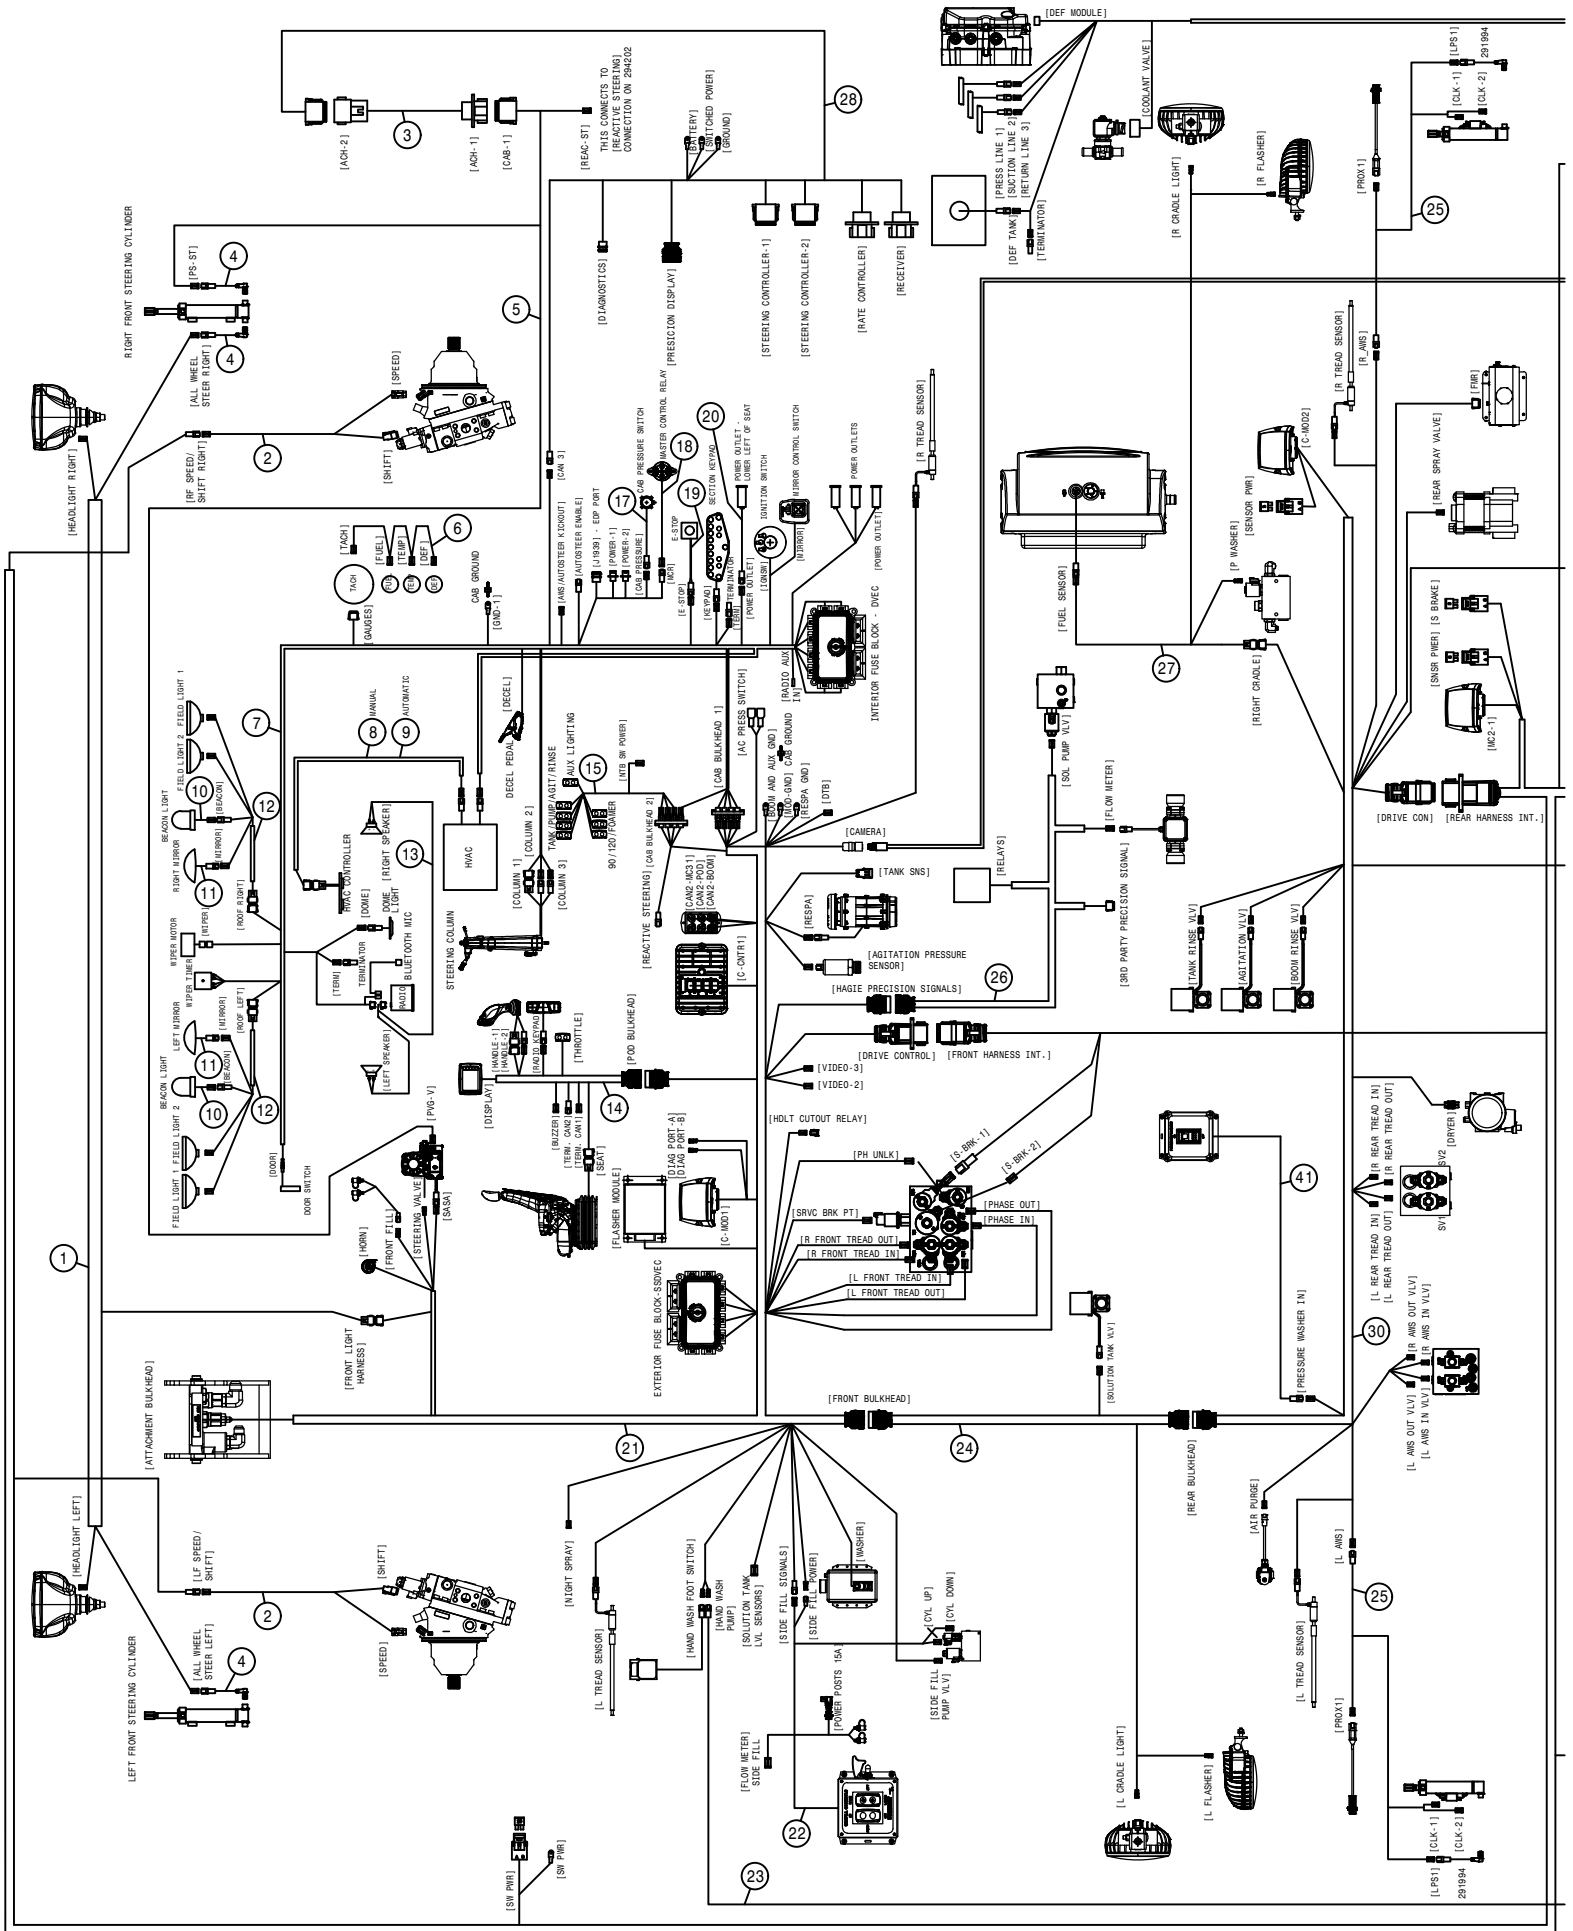 [DEF MODULE]
[LPS1]
291994
[CLK-1]
[CLK-2]
[COOLANT VALVE]
28
[ACH-2]
3
[ACH-1]
[CAB-1]
[REAC-ST]
THIS CONNECTS TO
[REACTIVE STEERING]
CONNECTION ON 294202
[BATTERY]
[SWITCHED POWER]
[GROUND]
[PRESS LINE 1]
[SUCTION LINE 2]
[RETURN LINE 3]
[DEF TANK]
[TERMINATOR]
[R CRADLE LIGHT]
[R FLASHER]
[PROX1]
25
RIGHT FRONT STEERING CYLINDER
[PS-ST]
4
4
[ALL WHEEL
STEER RIGHT]
5
[DIAGNOSTICS]
[PRESICION DISPLAY]
[STEERING CONTROLLER-1]
[STEERING CONTROLLER-2]
[RATE CONTROLLER]
[RECEIVER]
[HEADLIGHT RIGHT]
[RF SPEED/
SHIFT RIGHT]
2
[SPEED]
[SHIFT]
[CAN 3]
[R TREAD SENSOR]
[R TREAD SENSOR]
[R_AWS]
[FMR]
[TACH]
[FUEL]
[TEMP]
[DEF]
6
TACH
FUEL
TEMP
DEF
[GAUGES]
CAB GROUND
[GND-1]
[AWS/AUTOSTEER KICKOUT]
[AUTOSTEER ENABLE]
[J1939] - EDP PORT
[POWER-1]
[POWER-2]
[CAB PRESSURE]
17
CAB PRESSURE SWITCH
MASTER CONTROL RELAY
18
[MCR]
E-STOP
19
[E-STOP]
SECTION KEYPAD
20
[KEYPAD]
TERMINATOR
[TERM]
POWER OUTLET -
LOWER LEFT OF SEAT
[POWER OUTLET]
IGNITION SWITCH
[IGNSW]
MIRROR CONTROL SWITCH
[MIRROR]
POWER OUTLETS
[POWER OUTLET]
[FUEL SENSOR]
27
[P WASHER]
[SENSOR PWR]
[C-MOD2]
[REAR SPRAY VALVE]
[S BRAKE]
[SNSR PWER]
[MC2-1]
[RIGHT CRADLE]
[DRIVE CON]
[REAR HARNESS INT.]
FIELD LIGHT 1
FIELD LIGHT 2
7
8
MANUAL
9
AUTOMATIC
BEACON LIGHT
10
[BEACON]
12
RIGHT MIRROR
11
[MIRROR]
[ROOF RIGHT]
WIPER MOTOR
[WIPER]
WIPER TIMER
HVAC CONTROLLER
[RIGHT SPEAKER]
13
HVAC
[DOME]
DOME
LIGHT
[TERM]
TERMINATOR
BLUETOOTH MIC
RADIO
[LEFT SPEAKER]
LEFT MIRROR
[MIRROR]
11
[ROOF LEFT]
BEACON LIGHT
10
[BEACON]
12
FIELD LIGHT 2
FIELD LIGHT 1
[DOOR]
DOOR SWITCH
[DECEL]
DECEL PEDAL
[COLUMN 2]
[COLUMN 1]
[COLUMN 3]
STEERING COLUMN
TANK/PUMP/AGIT/RINSE
AUX LIGHTING
15
90/120/FOAMER
[NTB SW POWER]
[CAB BULKHEAD 2]
[CAB BULKHEAD 1]
[REACTIVE STEERING]
[AC PRESS SWITCH]
[RADIO AUX
IN]
INTERIOR FUSE BLOCK - DVEC
[BOOM AND AUX GND]
[MOD-GND]
CAB GROUND
[RESPA GND]
[DTB]
[CAMERA]
[SOL PUMP VLV]
[FLOW METER]
[RELAYS]
[3RD PARTY PRECISION SIGNAL]
[CAN2-MC3]
[CAN2-POD]
[CAN2-BOOM]
[C-CNTR1]
[TANK SNS]
[RESPA]
[AGITATION PRESSURE
SENSOR]
[HAGIE PRECISION SIGNALS]
26
[TANK RINSE VLV]
[AGITATION VLV]
[BOOM RINSE VLV]
[HANDLE-1]
[HANDLE-2]
[RADIO KEYPAD]
[THROTTLE]
[POD BULKHEAD]
[DISPLAY]
14
[BUZZER]
[TERM. CAN2]
[TERM. CAN1]
[SEAT]
[FLASHER MODULE]
DIAG PORT-A]
DIAG PORT-B]
[C-MOD1]
[DRIVE CONTROL]
[FRONT HARNESS INT.]
[VIDEO-3]
[VIDEO-2]
[HDLT CUTOUT RELAY]
[PH UNLK]
[S-BRK-1]
[S-BRK-2]
[SRVC BRK PT]
[PHASE OUT]
[PHASE IN]
[R FRONT TREAD OUT]
[R FRONT TREAD IN]
[L FRONT TREAD IN]
[L FRONT TREAD OUT]
41
[DRYER]
[R REAR TREAD IN]
[R REAR TREAD OUT]
SV2
SV1
[L REAR TREAD IN]
[L REAR TREAD OUT]
[PVG-V]
[STEERING VALVE]
[SASA]
[HORN]
[FRONT FILL]
1
[FRONT LIGHT
HARNESS]
EXTERIOR FUSE BLOCK-SSDVEC
[SOLUTION TANK VLV]
[PRESSURE WASHER IN]
30
[R AWS OUT VLV]
[R AWS IN VLV]
[L AWS OUT VLV]
[L AWS IN VLV]
[ATTACHMENT BULKHEAD]
21
[FRONT BULKHEAD]
24
[REAR BULKHEAD]
[HEADLIGHT LEFT]
[LF SPEED/
SHIFT]
2
[SHIFT]
[SPEED]
[NIGHT SPRAY]
[L TREAD SENSOR]
[HAND WASH FOOT SWITCH]
[HAND WASH
PUMP]
[SOLUTION TANK
LVL SENSORS]
[SIDE FILL SIGNALS]
[SIDE FILL POWER]
[WASHER]
[CYL UP]
[CYL DOWN]
[SIDE FILL
PUMP VLV]
[POWER POSTS 15A]
[FLOW METER]
SIDE FILL
22
23
[AIR PURGE]
[L AWS]
25
[L TREAD SENSOR]
[PROX1]
[L CRADLE LIGHT]
[L FLASHER]
[CLK-1]
[CLK-2]
[LPS1]
291994
LEFT FRONT STEERING CYLINDER
[ALL WHEEL
STEER LEFT]
4
[SW PWR]
[SW PWR]